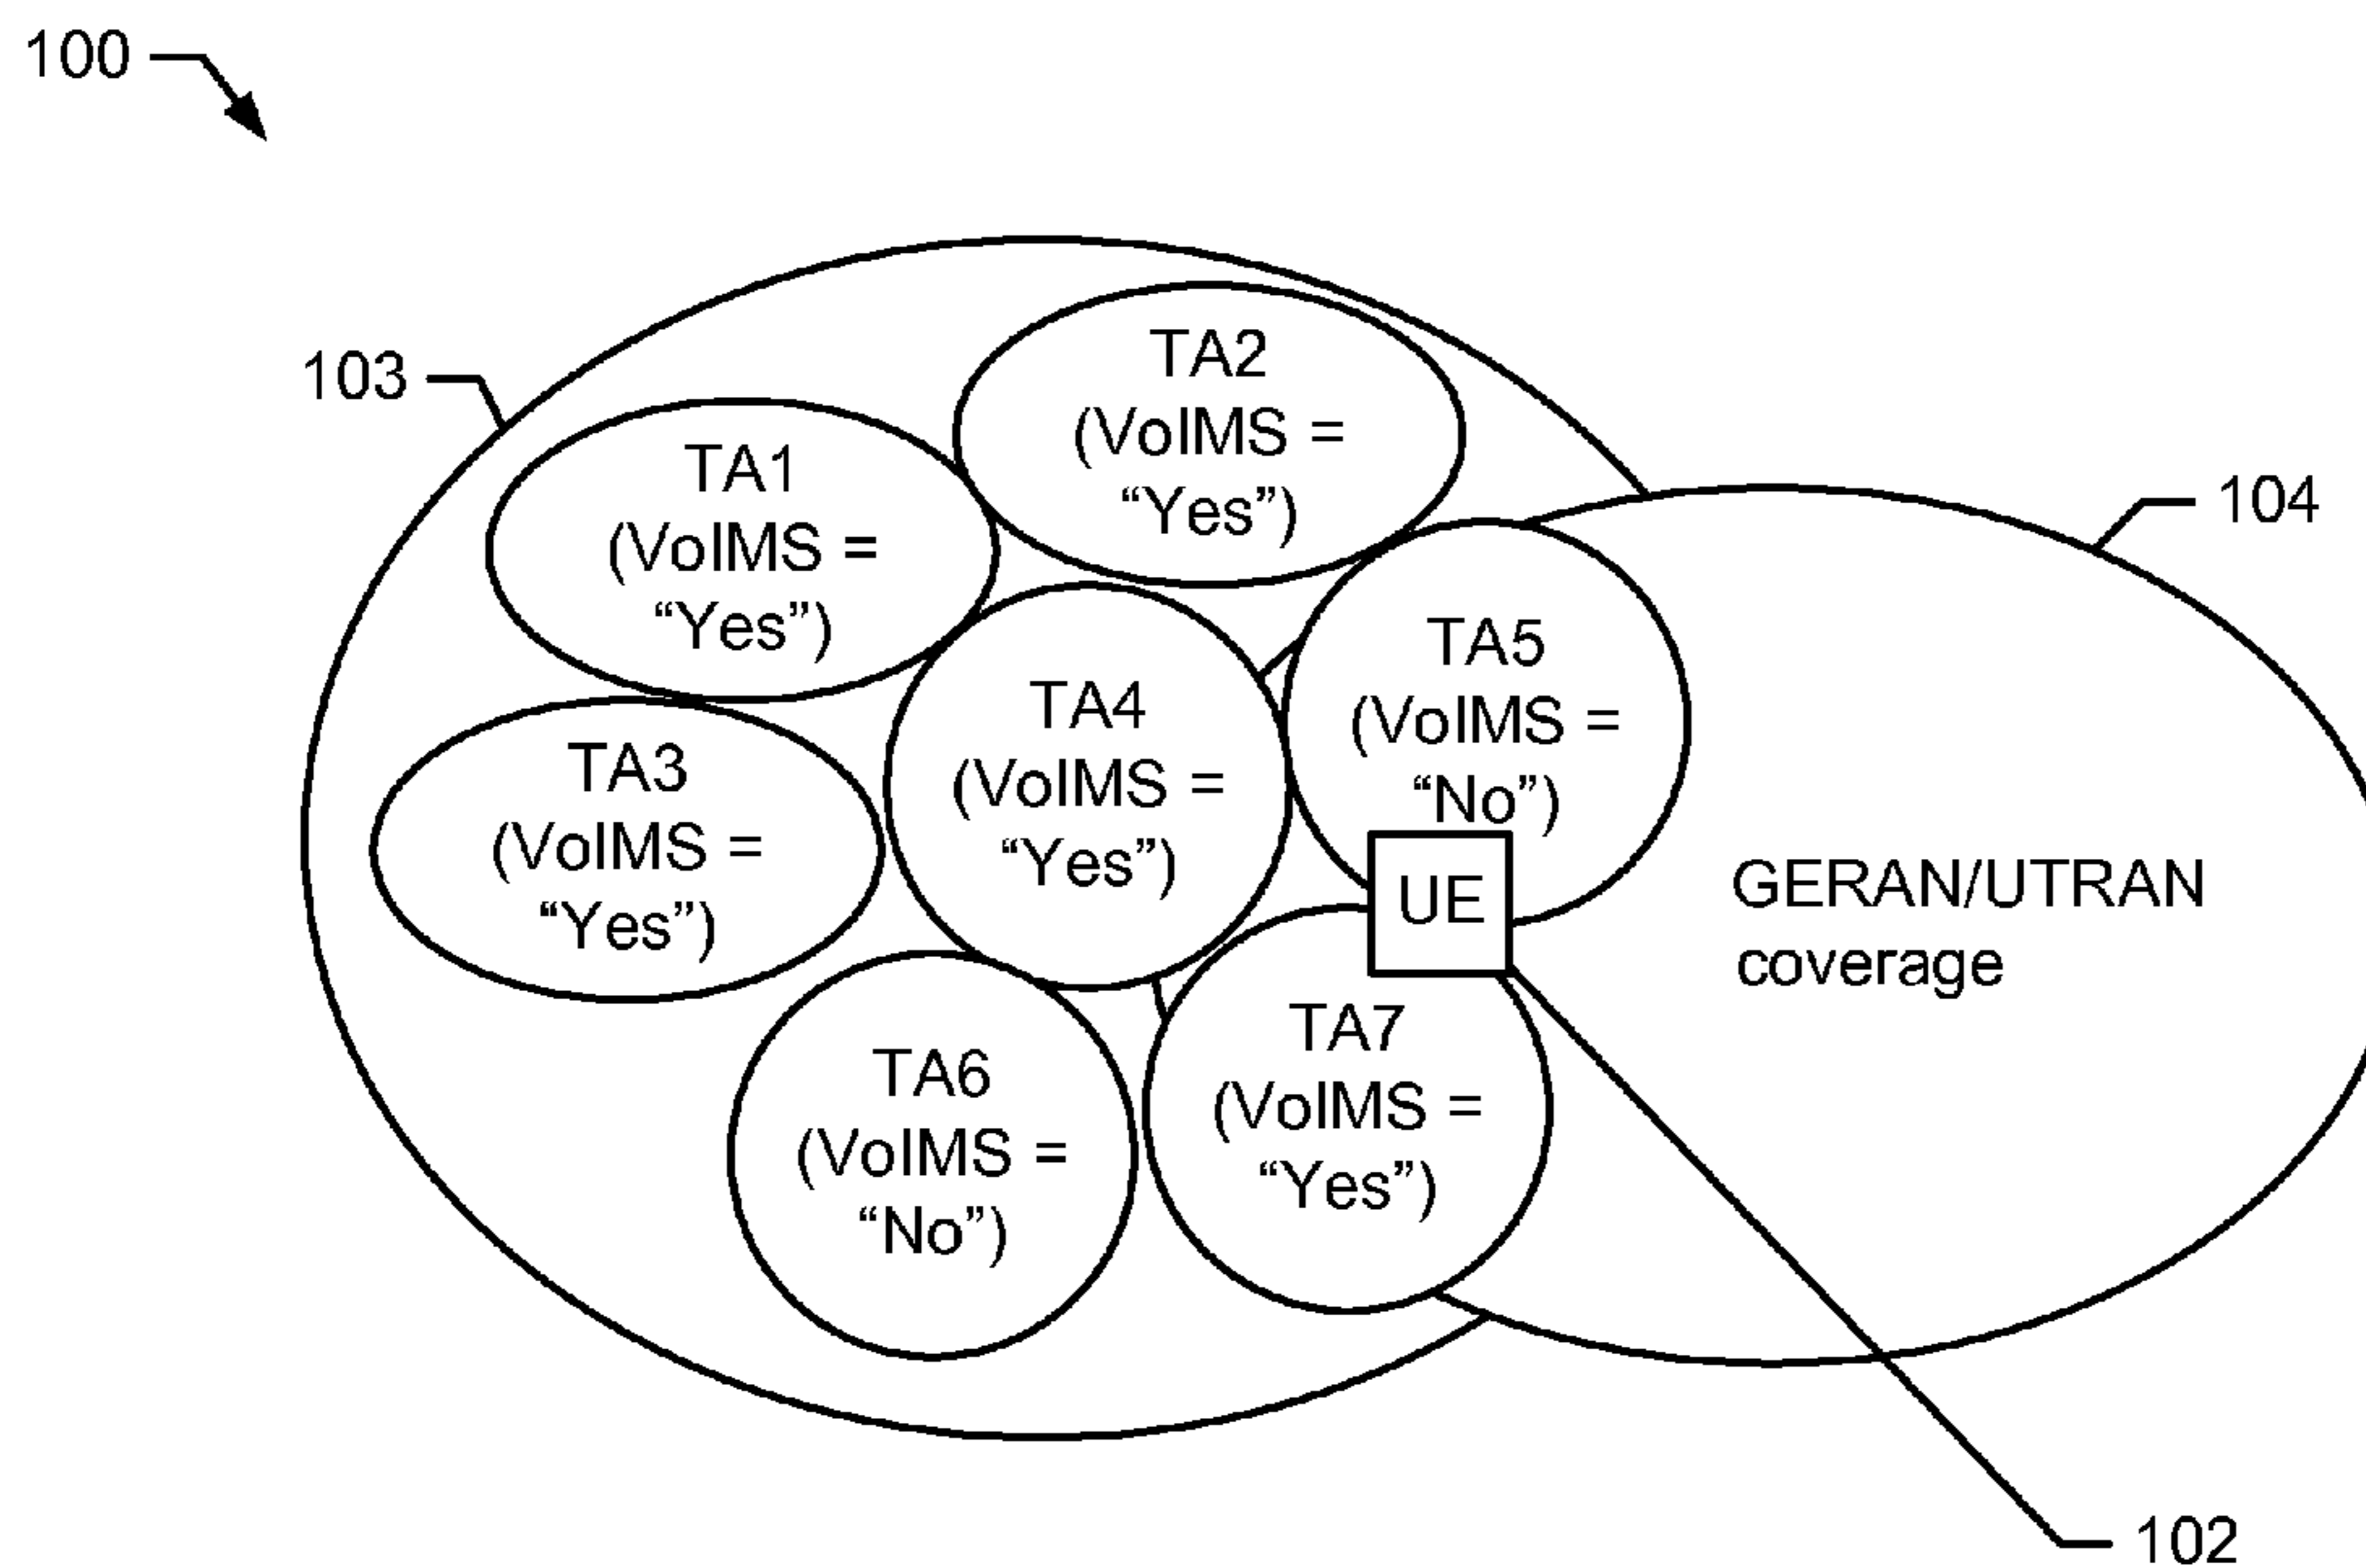 100
103
TA2
(VoIMS =
“Yes”)
TA1
(VoIMS =
“Yes”)
104
TA5
(VoIMS =
“No”)
TA4
(VoIMS =
“Yes”)
TA3
(VoIMS =
“Yes”)
UE
GERAN/UTRAN
coverage
TA7
(VoIMS =
“Yes”)
TA6
(VoIMS =
“No”)
102